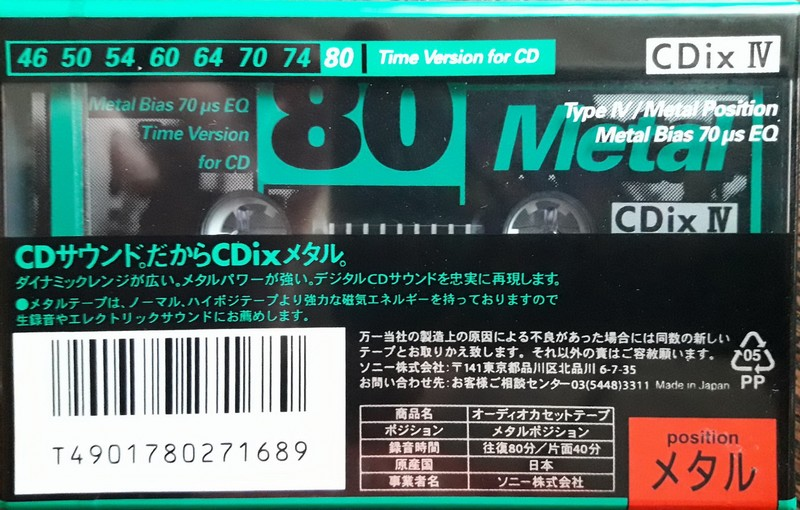 46 50 54 60 64 70 74 80 Time Version for CD
CDix IV
Metal Bias 70 μs EQ
Time Version
for CD
80
Metal
Type IV/Metal Position
Metal Bias 70 μs EQ
CDix IV
CDサウンド。だからCDixメタル。
ダイナミックレンジが広い。メタルパワーが強い。デジタルCDサウンドを忠実に再現します。
●メタルテープは、ノーマル、ハイポジテープより強力な磁気エネルギーを持っておりますので
生録音やエレクトリックサウンドにお薦めします。
T4901780271689
万一当社の製造上の原因による不良があった場合には同数の新しい
テープとお取りかえ致します。それ以外の責はご容赦願います。
ソニー株式会社:〒141東京都品川区北品川 6-7-35
お問い合わせ先:お客様ご相談センター03(5448)3311 Made in Japan
05
PP
商品名 オーディオカセットテープ
ポジション メタルポジション
録音時間 往復80分/片面40分
原産国 日本
事業者名 ソニー株式会社
position
メタル